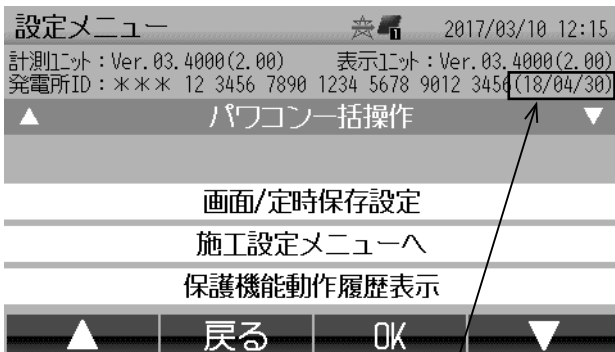 設定メニュー 1 2017/03/10 12:15
計測ﾕﾆｯﾄ:Ver.03.4000(2.00) 表示ﾕﾆｯﾄ:Ver.03.4000(2.00)
発電所ID:＊＊＊ 12 3456 7890 1234 5678 9012 3456(18/04/30)
▲ パワコン一括操作 ▼
画面/定時保存設定
施工設定メニューへ
保護機能動作履歴表示
▲ 戻る OK ▼